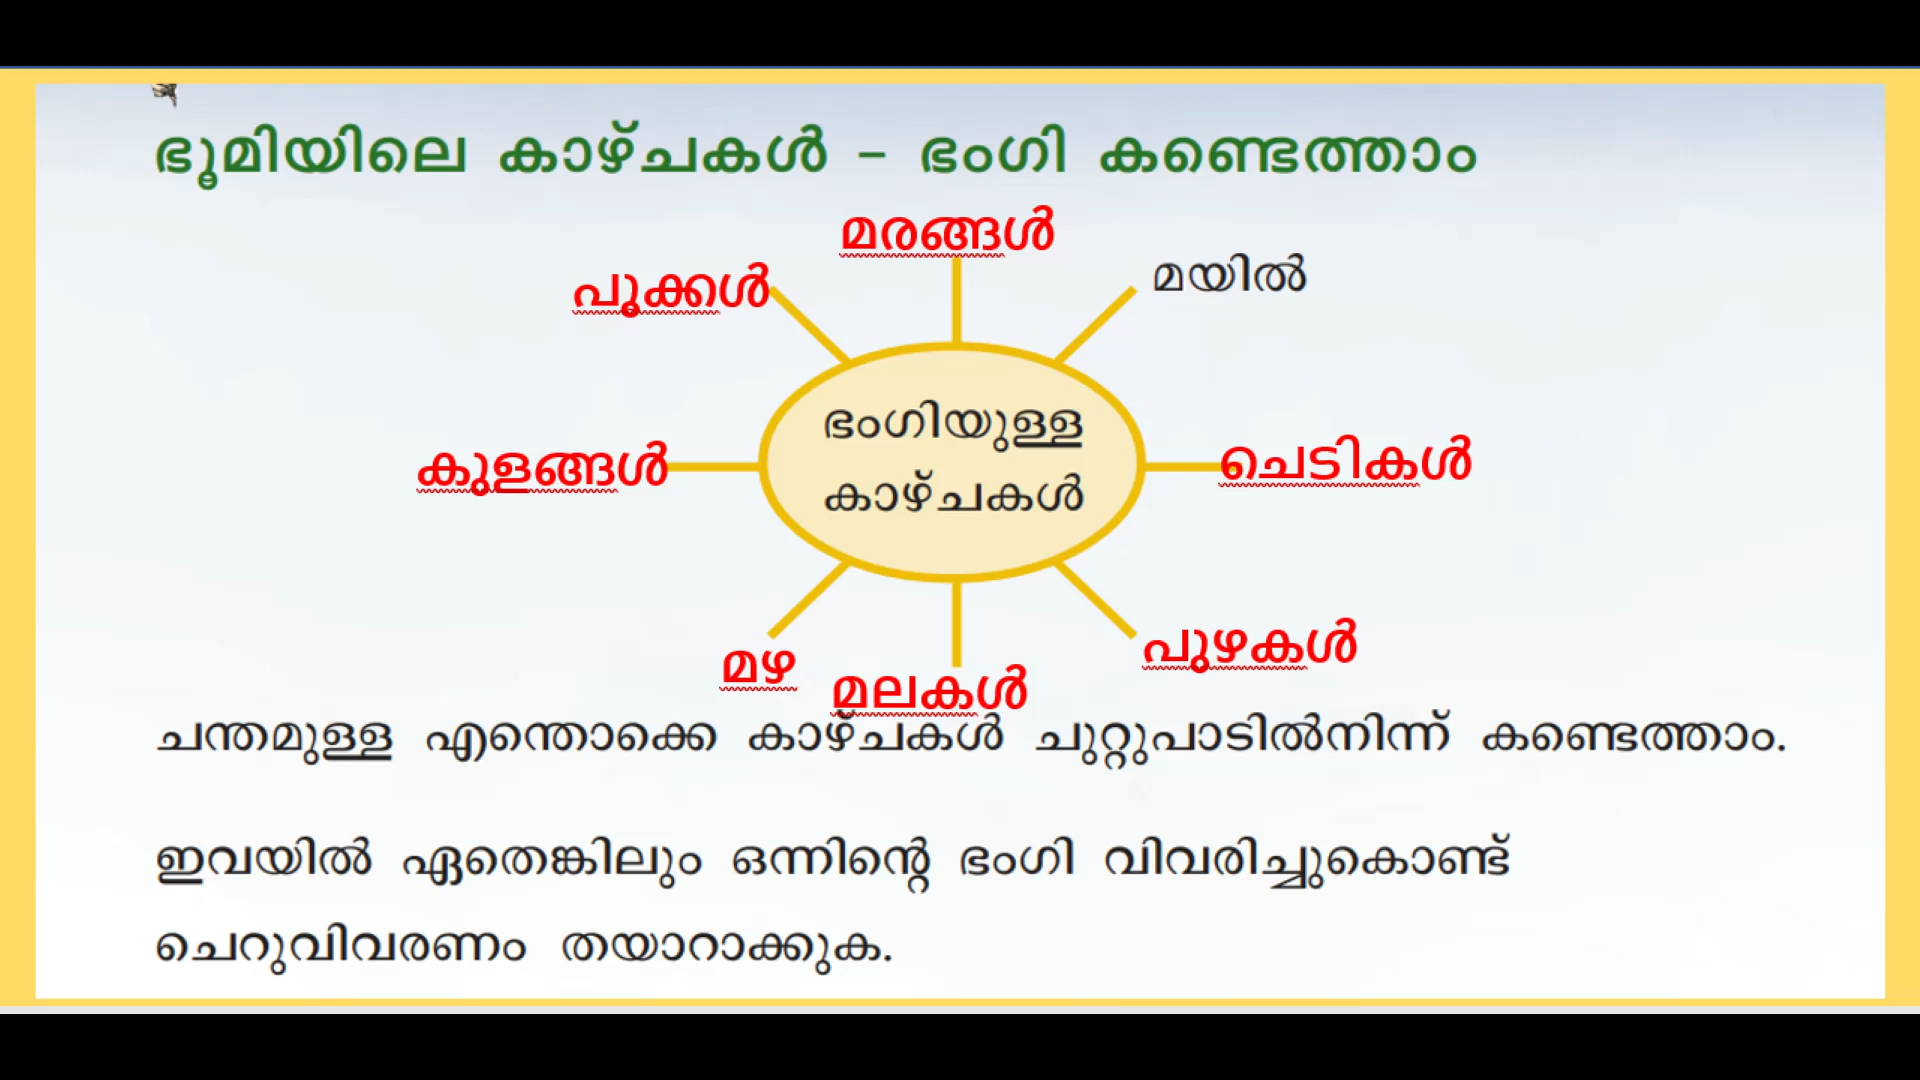 ഭൂമിയിലെ കാഴ്ചകൾ – ഭംഗി കണ്ടെത്താം
മരങ്ങൾ
പൂക്കൾ
മയിൽ
ഭംഗിയുള്ള
കാഴ്ചകൾ
കുളങ്ങൾ
ചെടികൾ
മഴ
മലകൾ
പുഴകൾ
ചന്തമുള്ള എന്തൊക്കെ കാഴ്ചകൾ ചുറ്റുപാടിൽനിന്ന് കണ്ടെത്താം.
ഇവയിൽ ഏതെങ്കിലും ഒന്നിന്റെ ഭംഗി വിവരിച്ചുകൊണ്ട്
ചെറുവിവരണം തയാറാക്കുക.